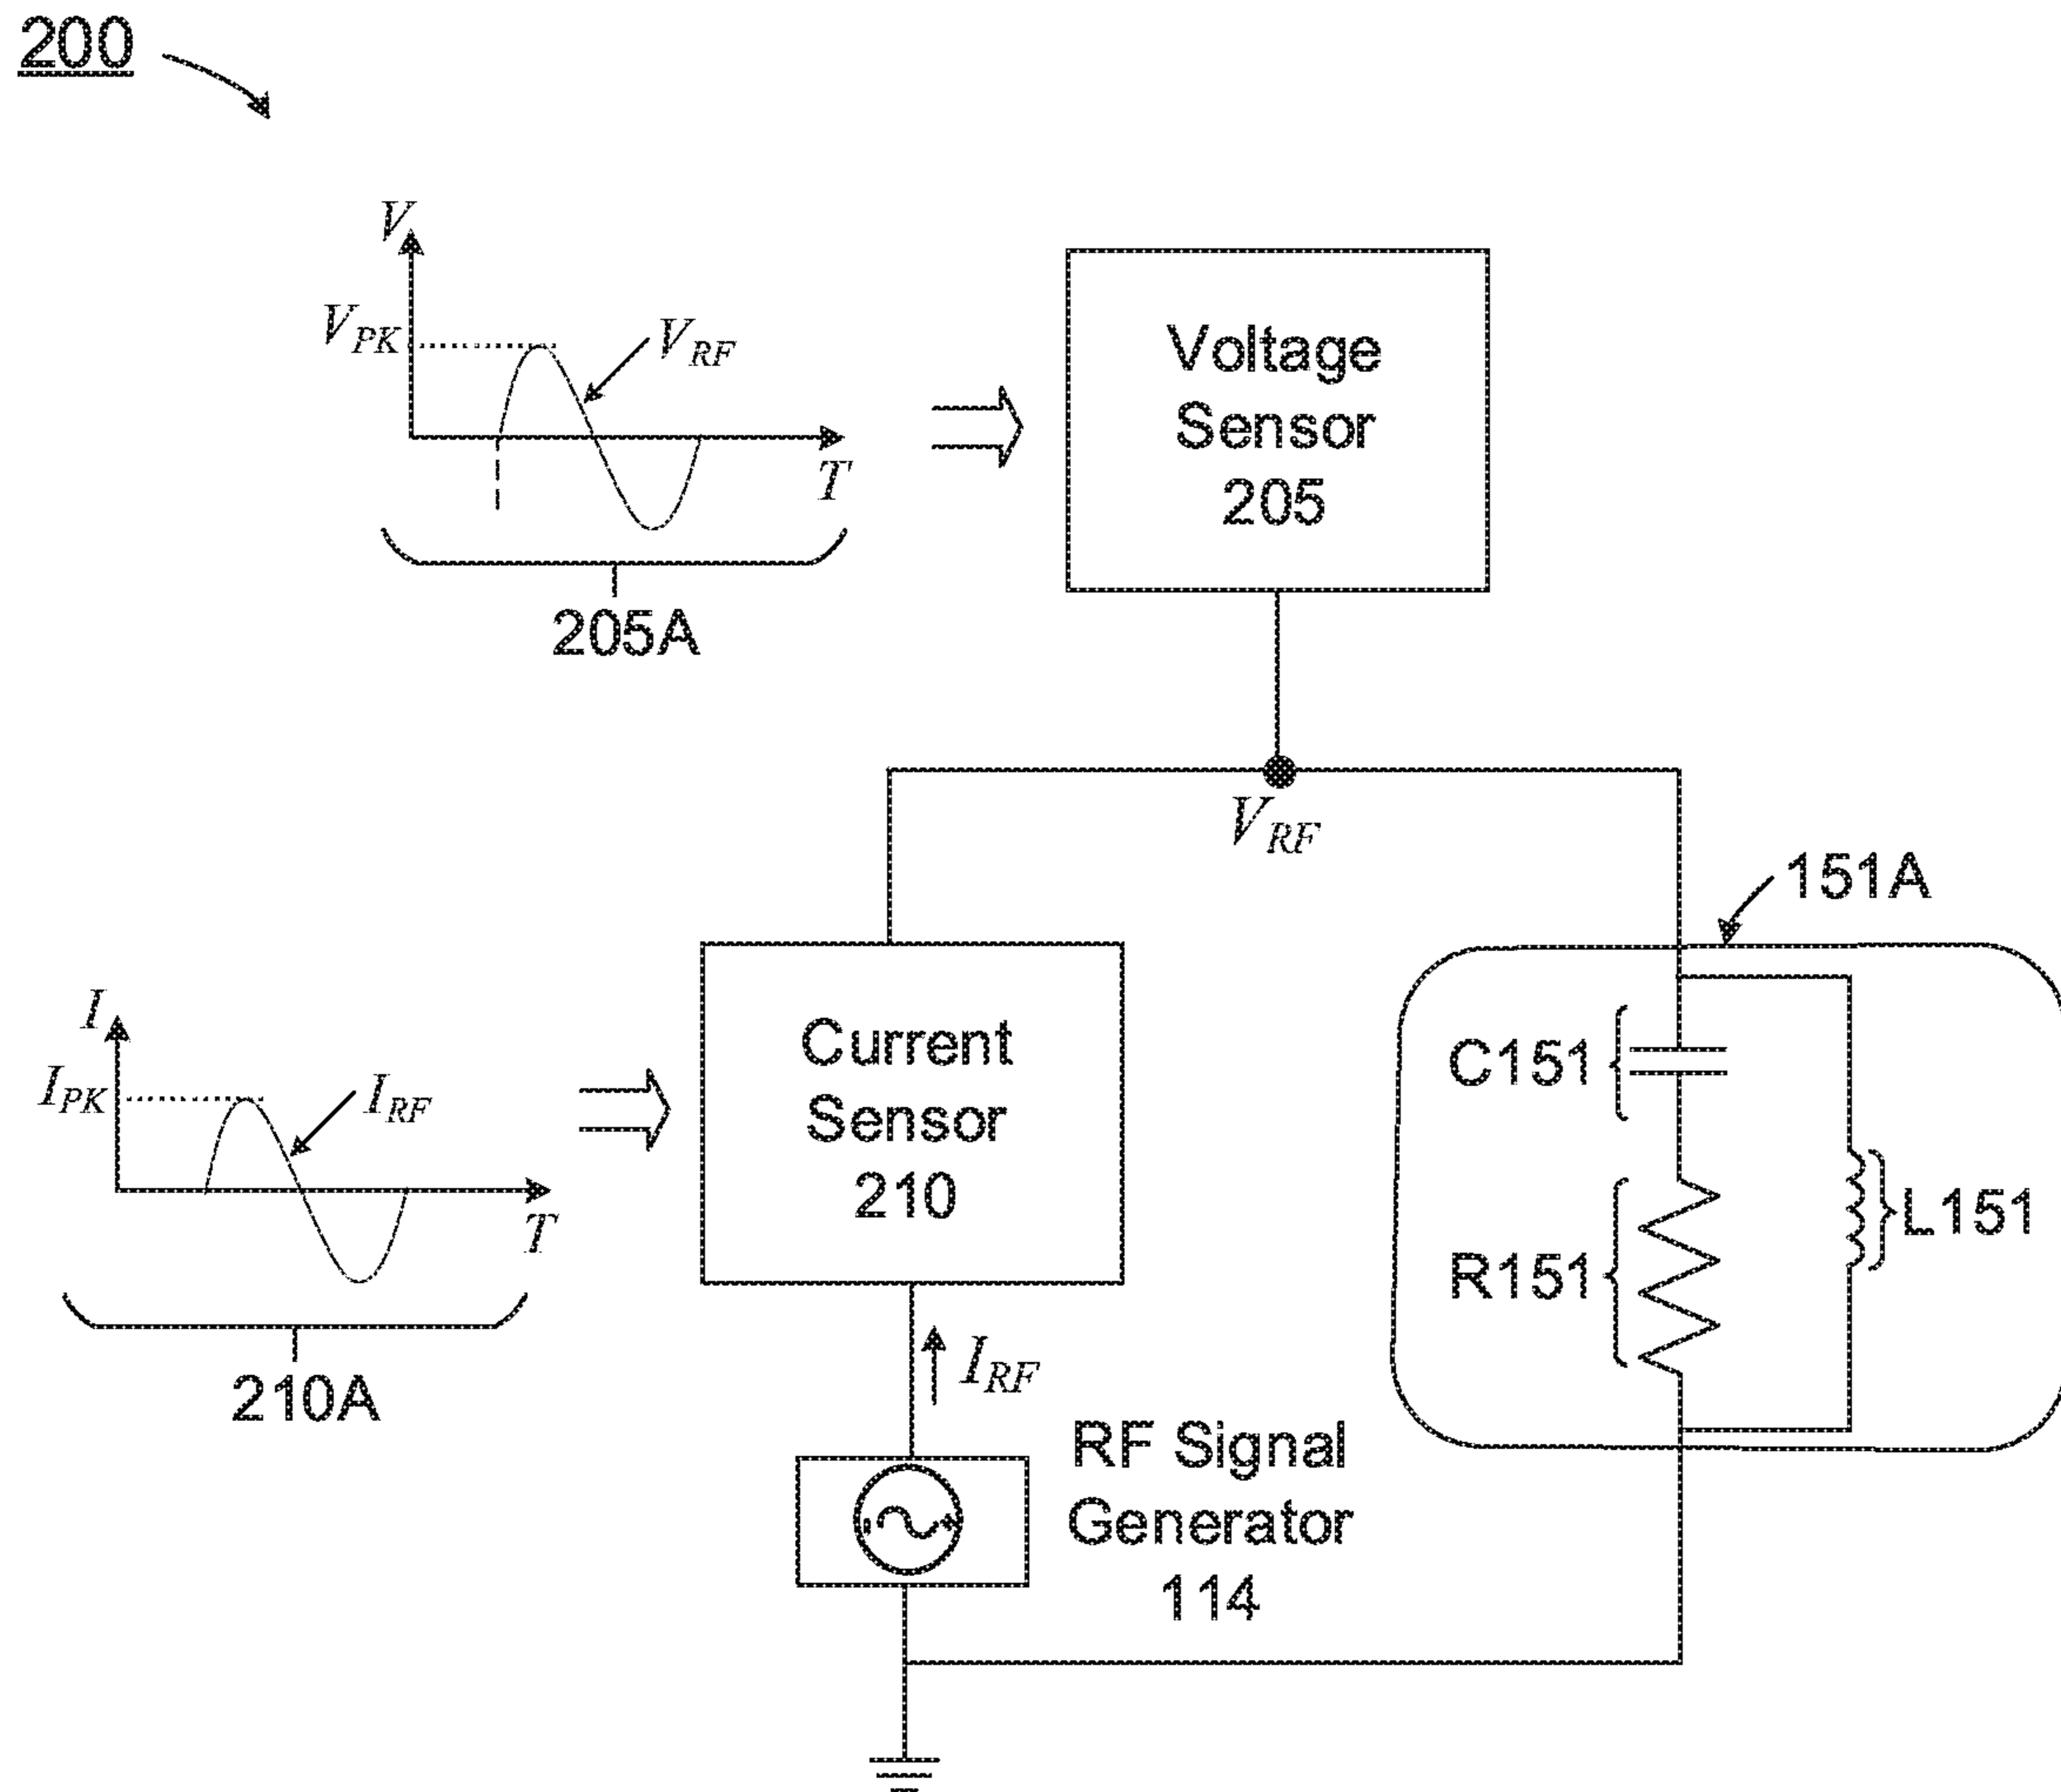 200
V
V_PK
V_RF
T
205A
Voltage
Sensor
205
V_RF
151A
I
I_PK
I_RF
T
210A
Current
Sensor
210
C151
R151
L151
I_RF
RF Signal
Generator
114